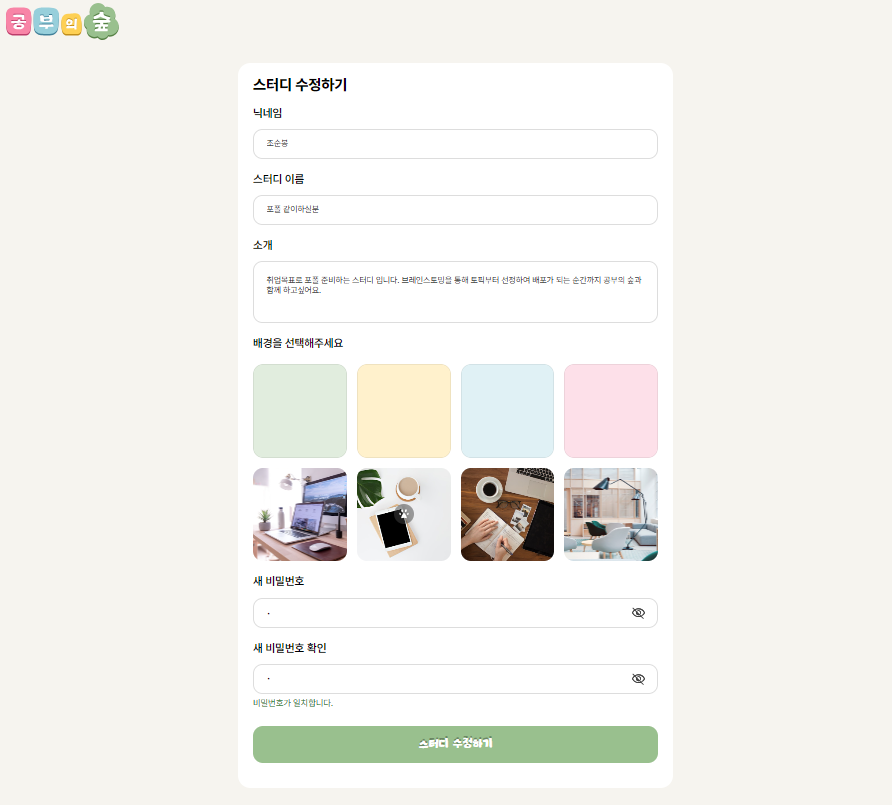 공부의숲
스터디 수정하기
닉네임
조순봉
스터디 이름
포폴 같이하실분
소개
취업목표로 포폴 준비하는 스터디 입니다. 브레인스토밍을 통해 토픽부터 선정하여 배포가 되는 순간까지 공부의 숲과
함께 하고싶어요.
배경을 선택해주세요
새 비밀번호
새 비밀번호 확인
비밀번호가 일치합니다.
스터디 수정하기